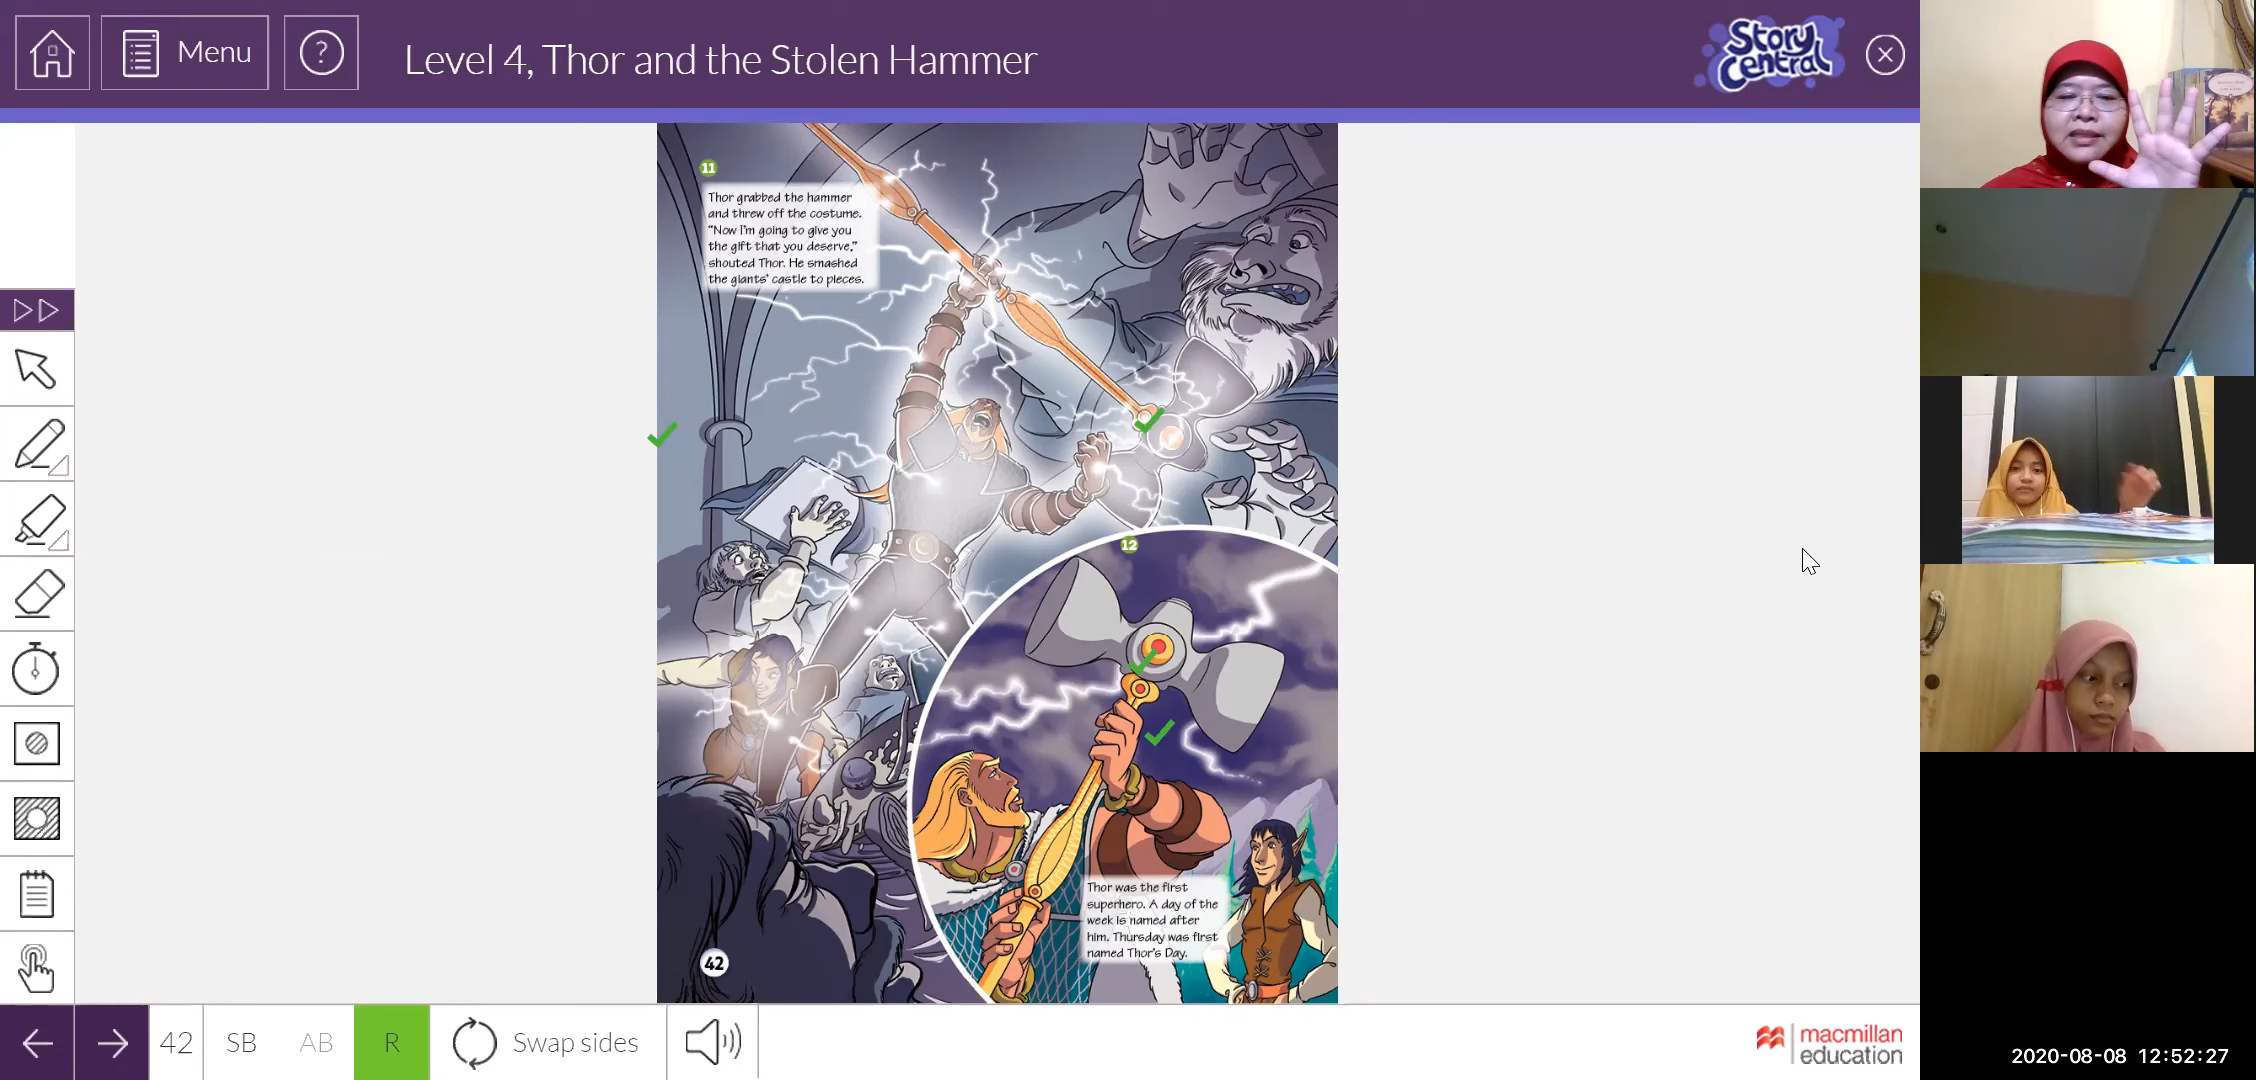 Menu
?
Level 4, Thor and the Stolen Hammer
Story
Central
11
Thor grabbed the hammer
and threw off the costume.
“Now I’m going to give you
the gift that you deserve,”
shouted Thor. He smashed
the giants’ castle to pieces.
12
Thor was the first
superhero. A day of the
week is named after
him. Thursday was first
named Thor’s Day.
42
42
SB
AB
R
Swap sides
macmillan
education
2020-08-08 12:52:27